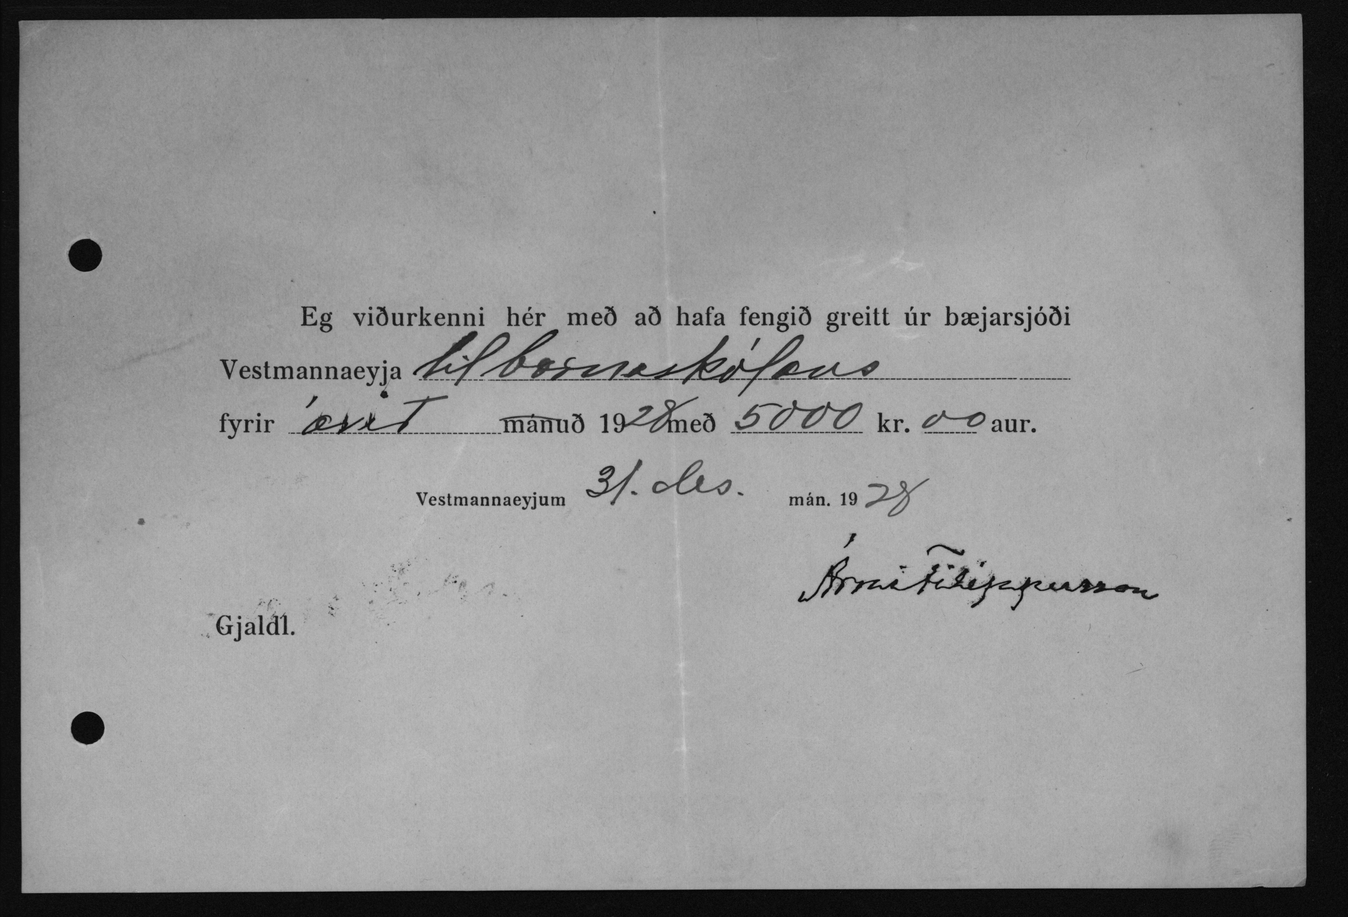 Eg viðurkenni hér með að hafa fengið greitt úr bæjarsjóði
Vestmannaeyja til barnaskólans
fyrir árið mánuð 1928 með 5000 kr. 00 aur.
Vestmannaeyjum 31. des. mán. 1928
Árni Filippusson
Gjaldl.